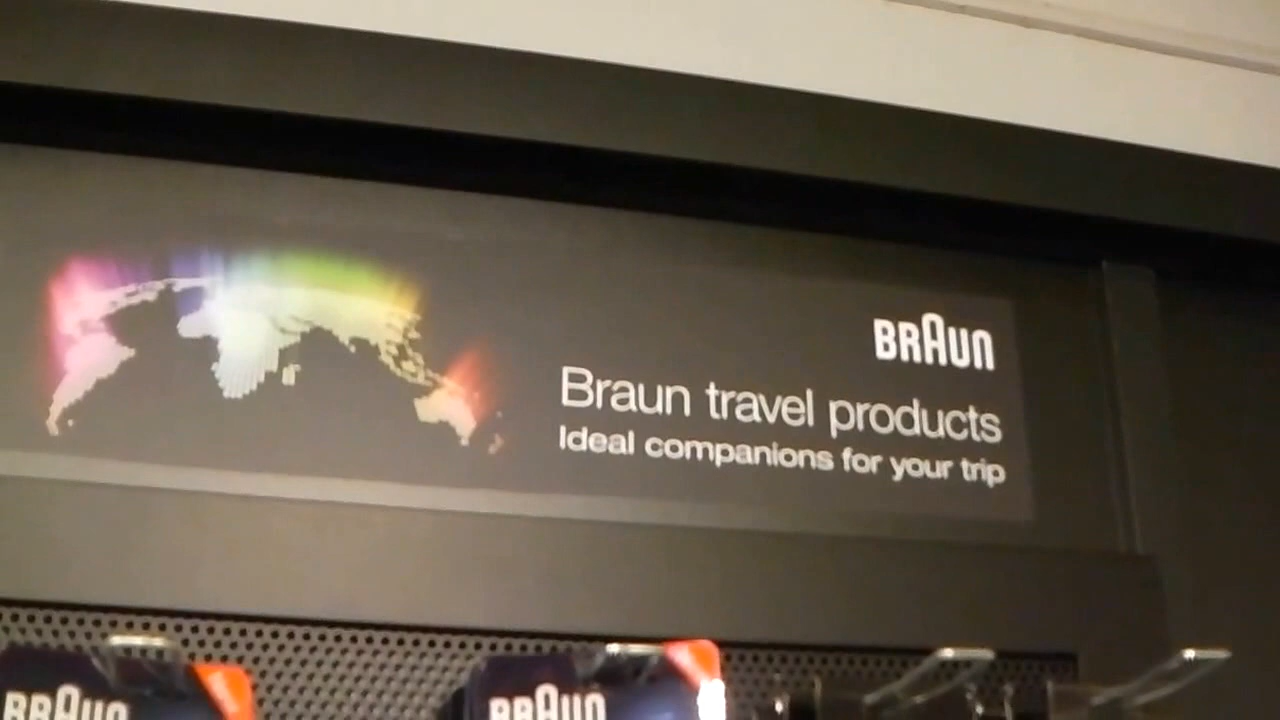 BRAUN
Braun travel products
Ideal companions for your trip
BRAUN
BRAUN